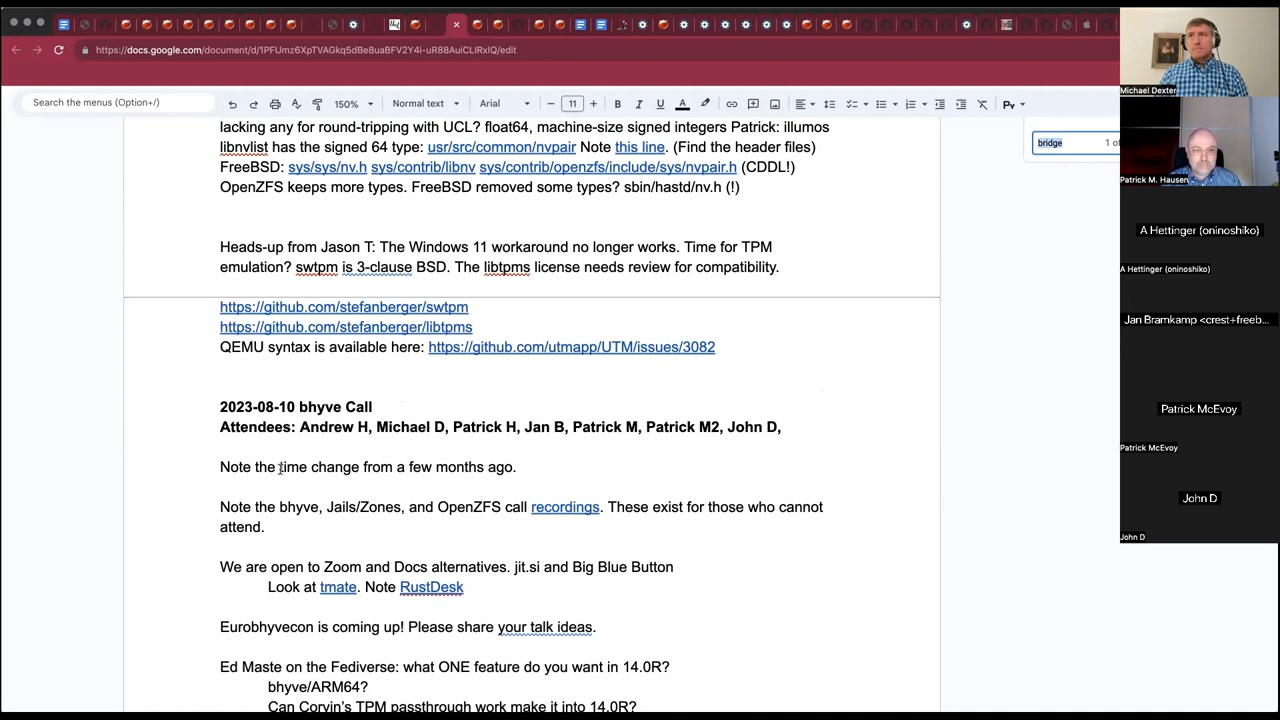 https://docs.google.com/document/d/1PFUmz6XpTVAGkq5dBe8uaBFV2Y4i-uR88AuiCLlRxIQ/edit
Search the menus (Option+/)
150%
Normal text
Arial
11
B I U A
lacking any for round-tripping with UCL? float64, machine-size signed integers Patrick: illumos
libnvlist has the signed 64 type: usr/src/common/nvpair Note this line. (Find the header files)
FreeBSD: sys/sys/nv.h sys/contrib/libnv sys/contrib/openzfs/include/sys/nvpair.h (CDDL!)
OpenZFS keeps more types. FreeBSD removed some types? sbin/hastd/nv.h (!)
Heads-up from Jason T: The Windows 11 workaround no longer works. Time for TPM
emulation? swtpm is 3-clause BSD. The libtpms license needs review for compatibility.
https://github.com/stefanberger/swtpm
https://github.com/stefanberger/libtpms
QEMU syntax is available here: https://github.com/utmapp/UTM/issues/3082
2023-08-10 bhyve Call
Attendees: Andrew H, Michael D, Patrick H, Jan B, Patrick M, Patrick M2, John D,
Note the time change from a few months ago.
Note the bhyve, Jails/Zones, and OpenZFS call recordings. These exist for those who cannot
attend.
We are open to Zoom and Docs alternatives. jit.si and Big Blue Button
Look at tmate. Note RustDesk
Eurobhyvecon is coming up! Please share your talk ideas.
Ed Maste on the Fediverse: what ONE feature do you want in 14.0R?
bhyve/ARM64?
Can Corvin's TPM passthrough work make it into 14.0R?
bridge
1 of
Michael Dexter
Patrick M. Hausen
A Hettinger (oninoshiko)
A Hettinger (oninoshiko)
Jan Bramkamp <crest+freeb...
Patrick McEvoy
Patrick McEvoy
John D
John D